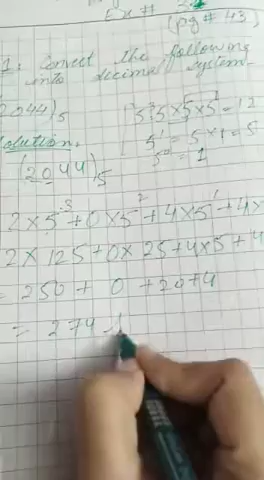 Ex #
(pg # 43)
1: Convert the following
into decimal system.
2044)5
5×5×5 = 12
5¹ = 5×1 = 5
5⁰ = 1
Solution.
(2044)5
2×5³+0×5²+4×5¹+4×
2×125+0×25+4×5+4
= 250 + 0 + 20+4
= 274